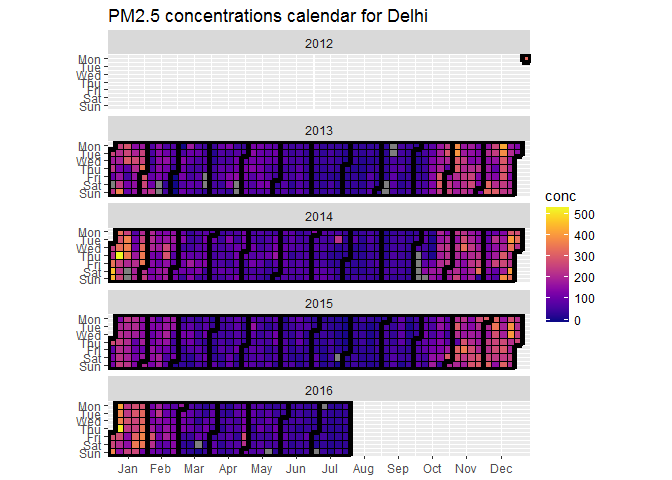 PM2.5 concentrations calendar for Delhi
2012
Mon
Tue
Wed
Thu
Fri
Sat
Sun
2013
Mon
Tue
Wed
Thu
Fri
Sat
Sun
2014
Mon
Tue
Wed
Thu
Fri
Sat
Sun
2015
Mon
Tue
Wed
Thu
Fri
Sat
Sun
2016
Mon
Tue
Wed
Thu
Fri
Sat
Sun
Jan Feb Mar Apr May Jun Jul Aug Sep Oct Nov Dec
conc
500
400
300
200
100
0